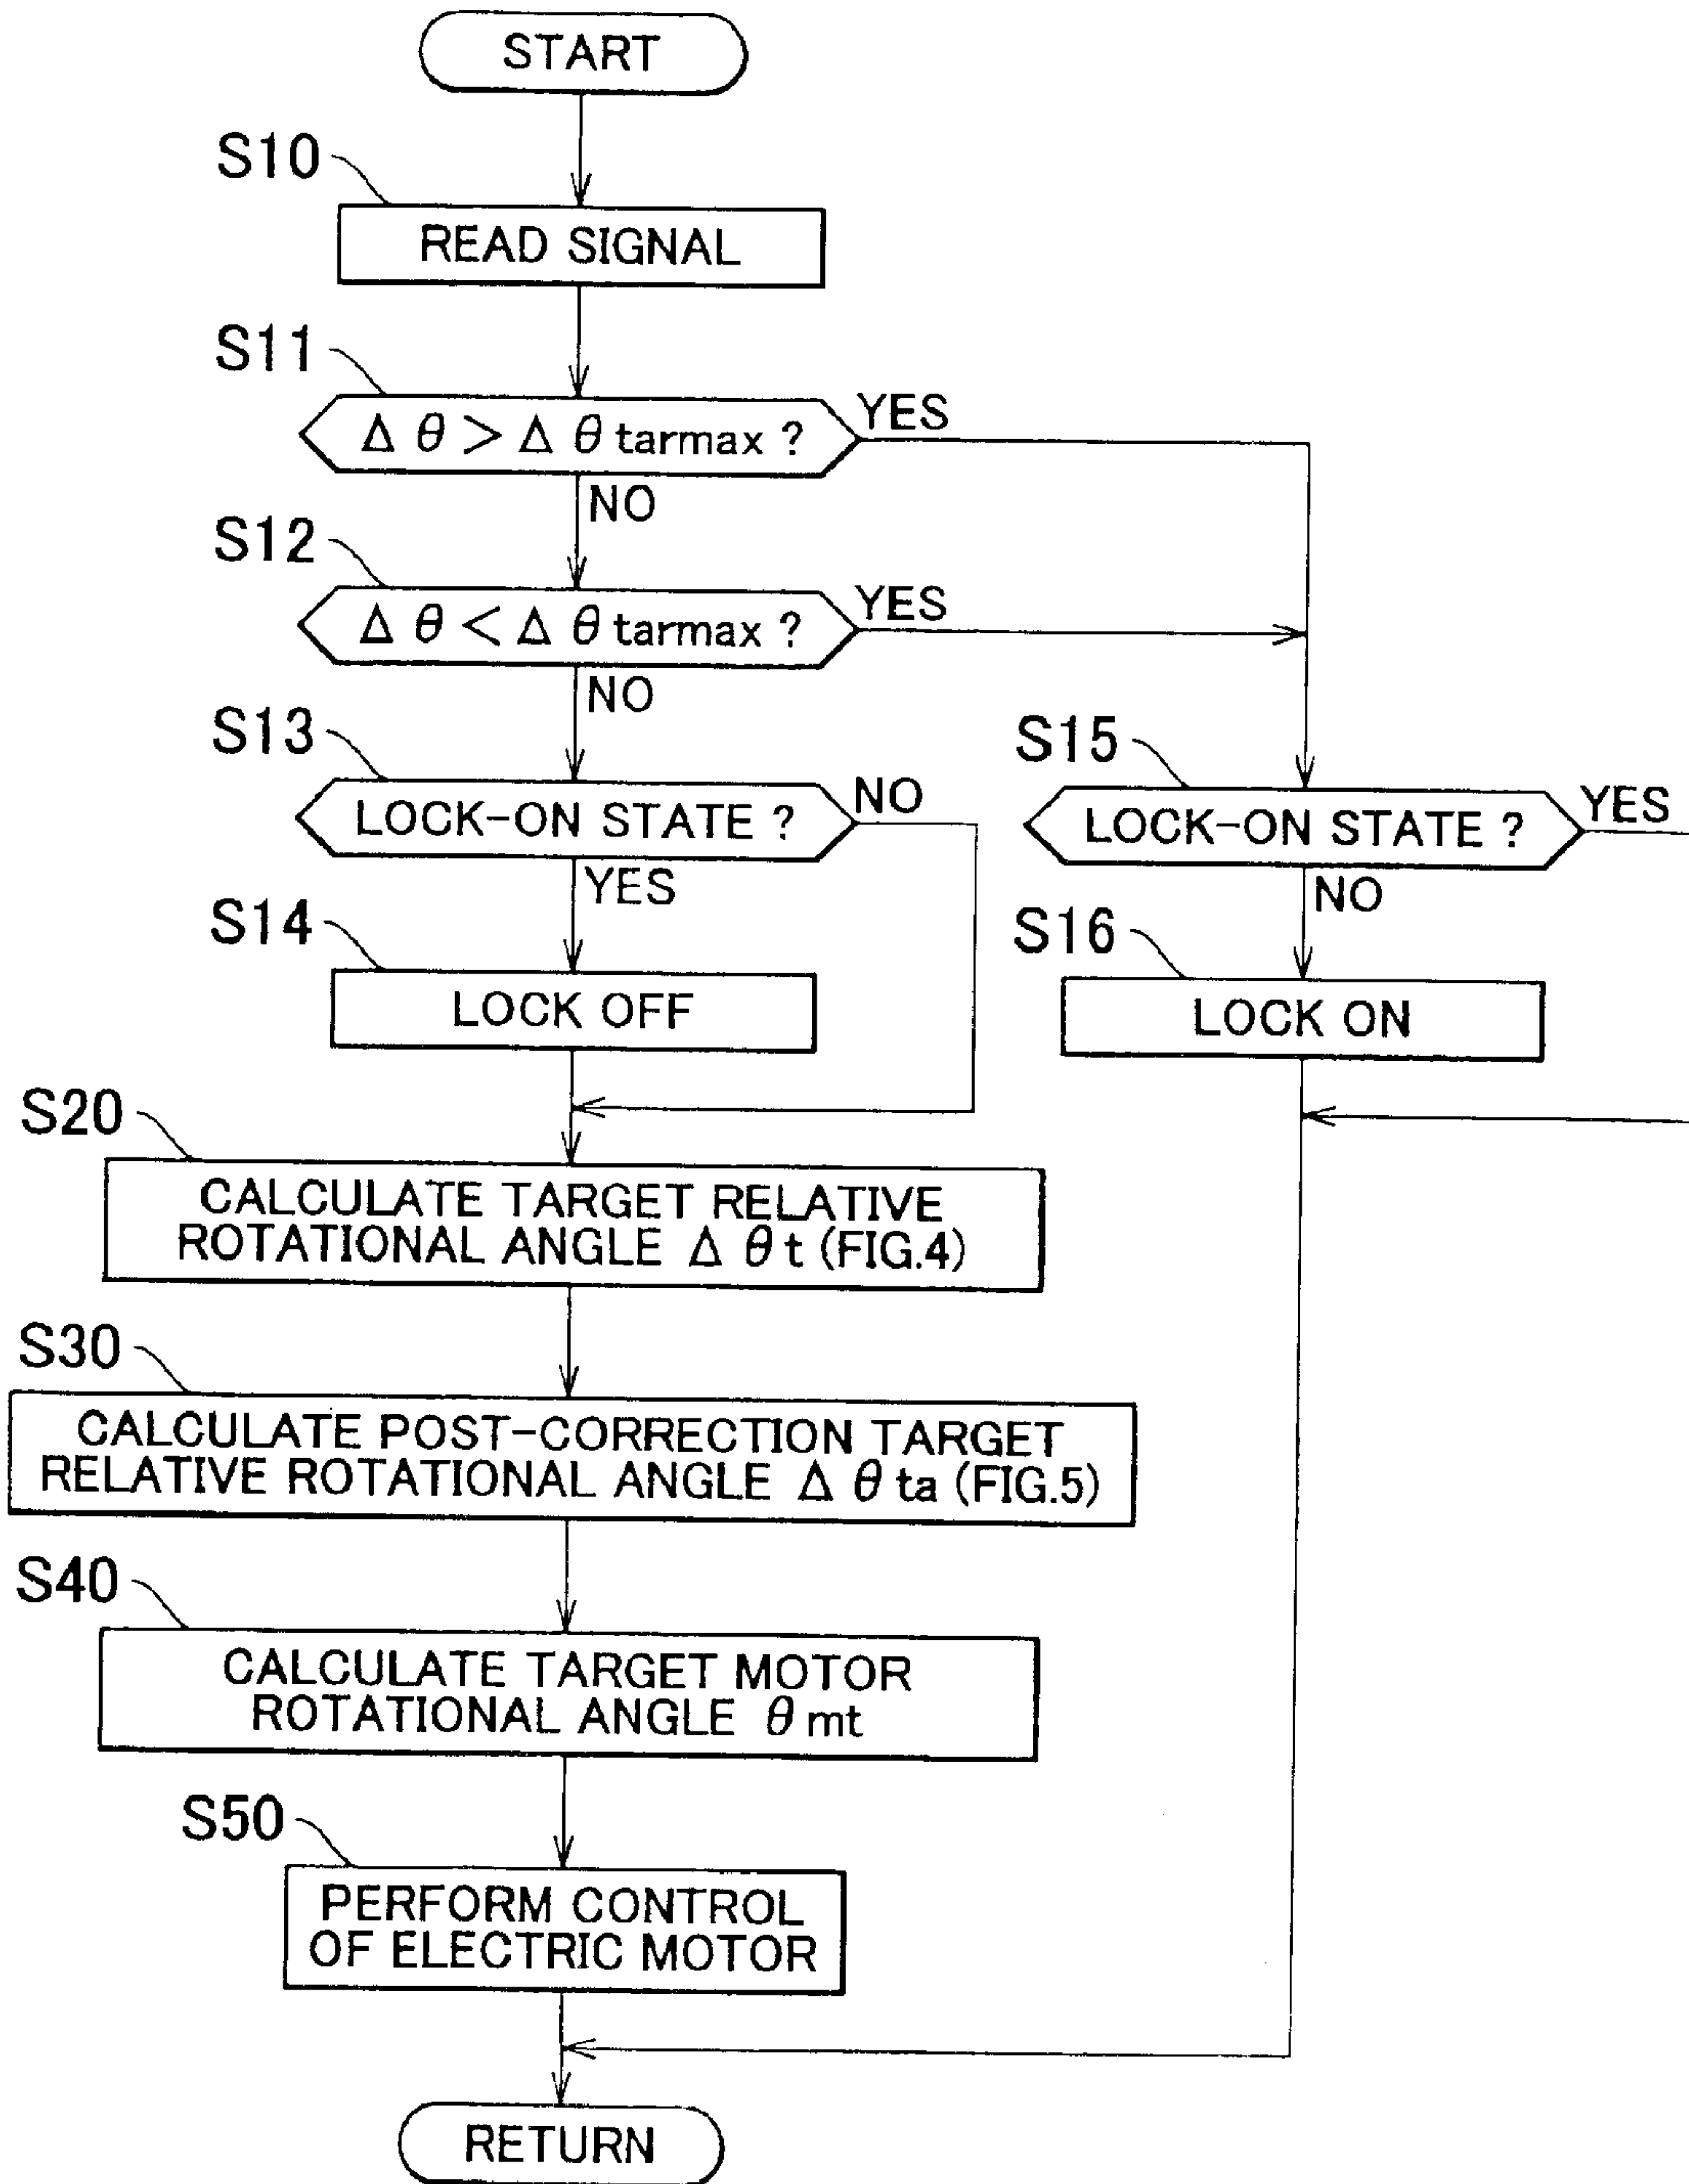 START
S10
READ SIGNAL
S11
Δ θ > Δ θ tarmax ?
YES
NO
S12
Δ θ < Δ θ tarmax ?
YES
NO
S13
LOCK-ON STATE ?
NO
YES
S15
LOCK-ON STATE ?
YES
NO
S14
LOCK OFF
S16
LOCK ON
S20
CALCULATE TARGET RELATIVE
ROTATIONAL ANGLE Δ θ t (FIG.4)
S30
CALCULATE POST-CORRECTION TARGET
RELATIVE ROTATIONAL ANGLE Δ θ ta (FIG.5)
S40
CALCULATE TARGET MOTOR
ROTATIONAL ANGLE θ mt
S50
PERFORM CONTROL
OF ELECTRIC MOTOR
RETURN